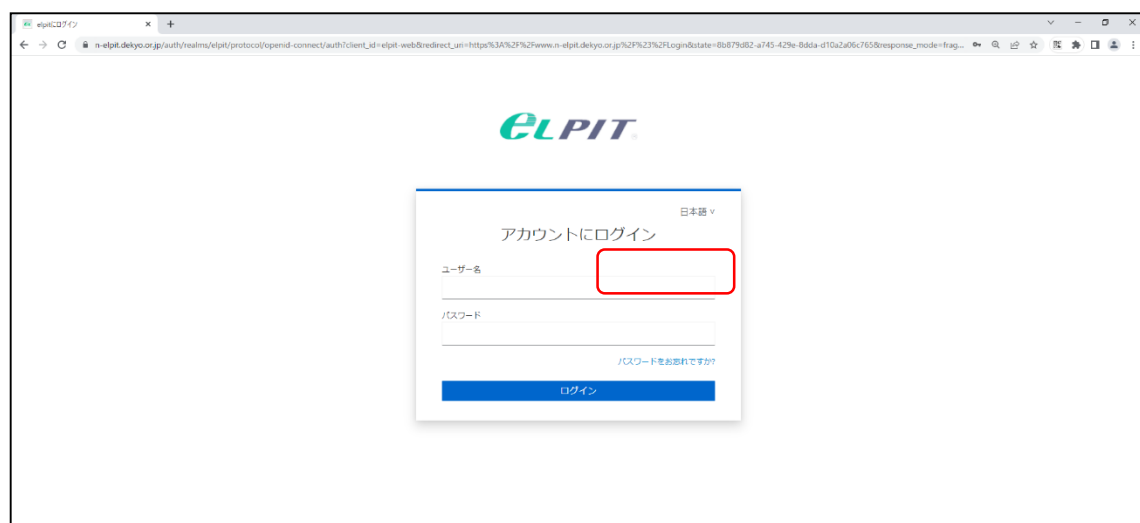 elpitにログイン
n-elpit.dekyo.or.jp/auth/realms/elpit/protocol/openid-connect/auth?client_id=elpit-web&redirect_uri=https%3A%2F%2Fwww.n-elpit.dekyo.or.jp%2F%23%2FLogin&state=8b879d82-a745-429e-8dda-d10a2a06c765&response_mode=frag...
eLPIT
日本語
アカウントにログイン
ユーザー名
パスワード
パスワードをお忘れですか?
ログイン